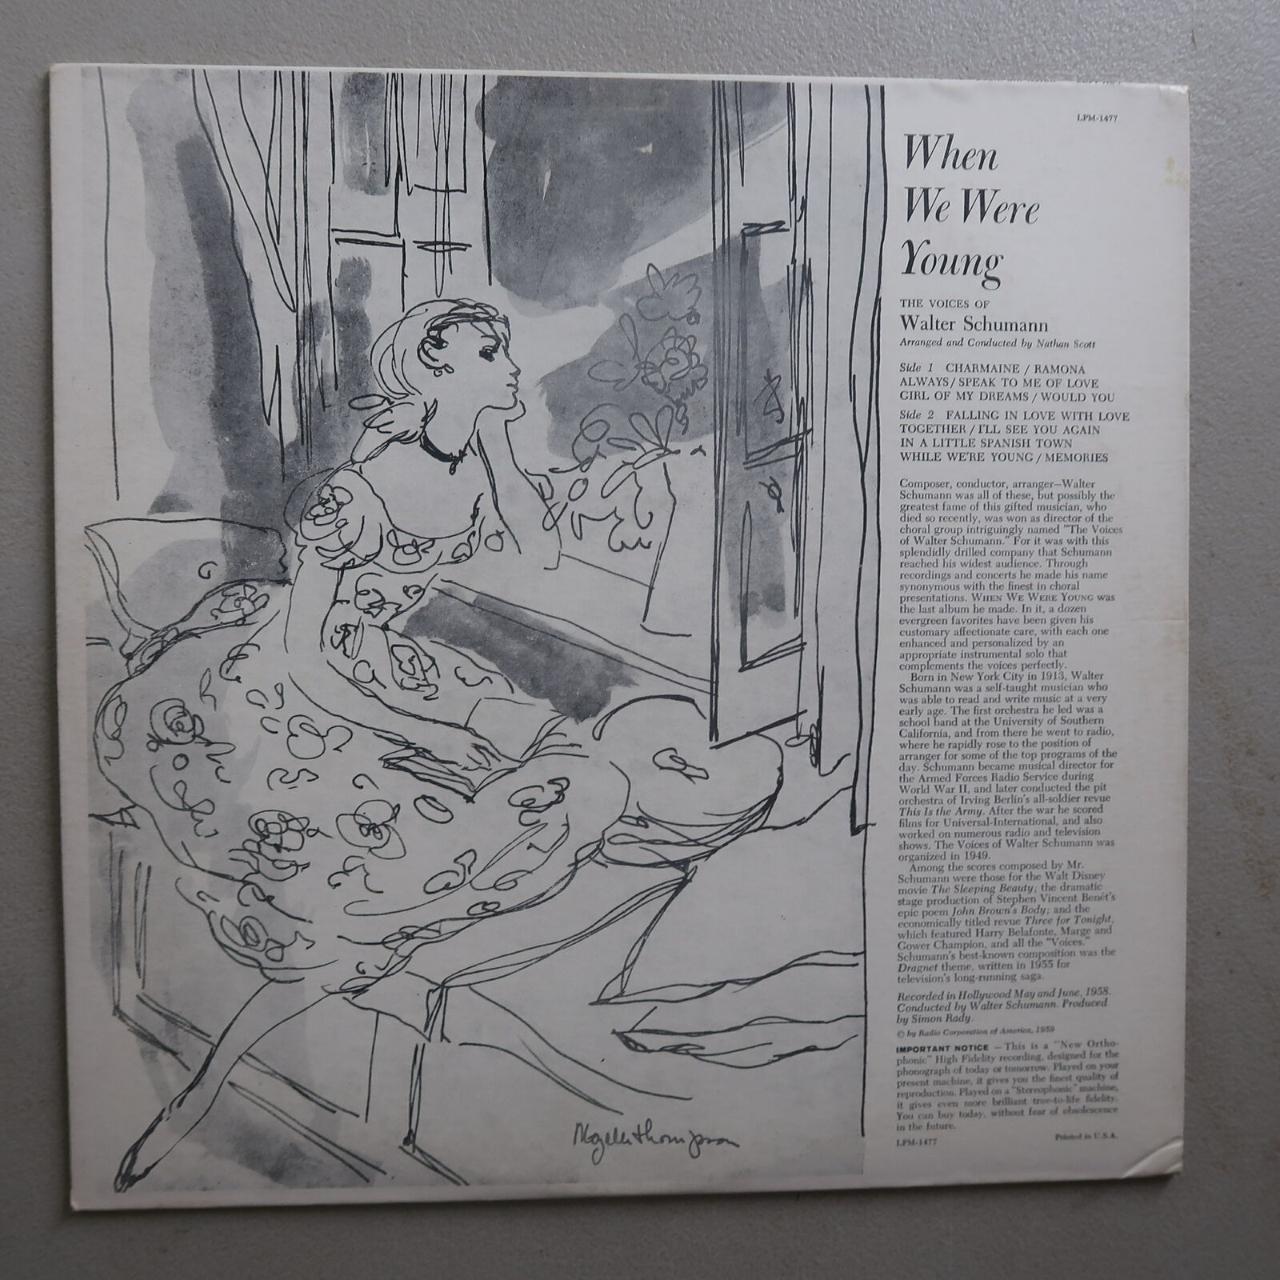 LPM-1477
When
We Were
Young
THE VOICES OF
Walter Schumann
Arranged and Conducted by Nathan Scott
Side 1 CHARMAINE / RAMONA
ALWAYS / SPEAK TO ME OF LOVE
GIRL OF MY DREAMS / WOULD YOU
Side 2 FALLING IN LOVE WITH LOVE
TOGETHER / I'LL SEE YOU AGAIN
IN A LITTLE SPANISH TOWN
WHILE WE'RE YOUNG / MEMORIES
Composer, conductor, arranger—Walter
Schumann was all of these, but possibly the
greatest fame of this gifted musician, who
died so recently, was won as director of the
choral group intriguingly named "The Voices
of Walter Schumann." For it was with this
splendidly drilled company that Schumann
reached his widest audience. Through
recordings and concerts he made his name
synonymous with the finest in choral
presentations. WHEN WE WERE YOUNG was
the last album he made. In it, a dozen
evergreen favorites have been given his
customary affectionate care, with each one
enhanced and personalized by an
appropriate instrumental solo that
complements the voices perfectly.
Born in New York City in 1913, Walter
Schumann was a self-taught musician who
was able to read and write music at a very
early age. The first orchestra he led was a
school band at the University of Southern
California, and from there he went to radio,
where he rapidly rose to the position of
arranger for some of the top programs of the
day. Schumann became musical director for
the Armed Forces Radio Service during
World War II, and later conducted the pit
orchestra of Irving Berlin's all-soldier revue
This Is the Army. After the war he scored
films for Universal-International, and also
worked on numerous radio and television
shows. The Voices of Walter Schumann was
organized in 1949.
Among the scores composed by Mr.
Schumann were those for the Walt Disney
movie The Sleeping Beauty; the dramatic
stage production of Stephen Vincent Benét's
epic poem John Brown's Body; and the
economically titled revue Three for Tonight,
which featured Harry Belafonte, Marge and
Gower Champion, and all the "Voices."
Schumann's best-known composition was the
Dragnet theme, written in 1955 for
television's long-running saga.
Recorded in Hollywood May and June, 1958.
Conducted by Walter Schumann. Produced
by Simon Rady.
© by Radio Corporation of America, 1959
IMPORTANT NOTICE — This is a "New Ortho-
phonic" High Fidelity recording, designed for the
phonograph of today or tomorrow. Played on your
present machine, it gives you the finest quality of
reproduction. Played on a "Stereophonic" machine,
it gives even more brilliant true-to-life fidelity.
You can buy today, without fear of obsolescence
in the future.
LPM-1477 Printed in U.S.A.